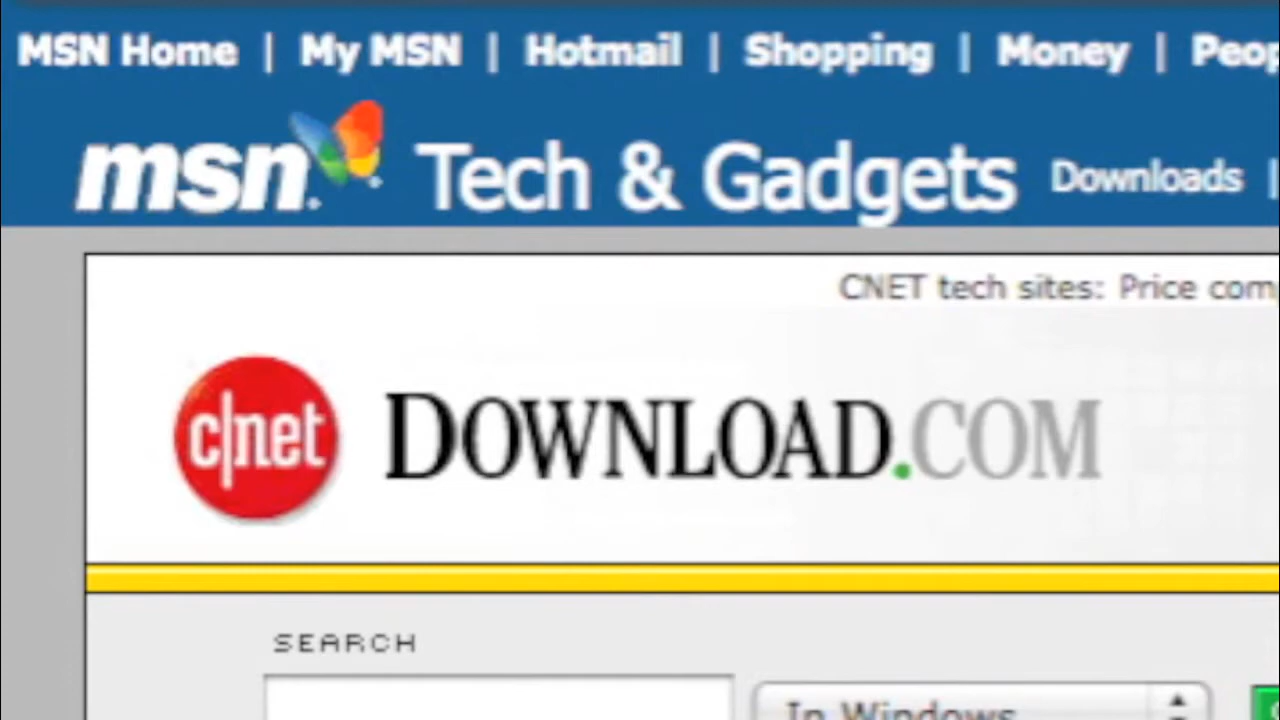 MSN Home | My MSN | Hotmail | Shopping | Money |
msn Tech & Gadgets Downloads |
CNET tech sites: Price
c|net DOWNLOAD.COM
SEARCH
In Windows